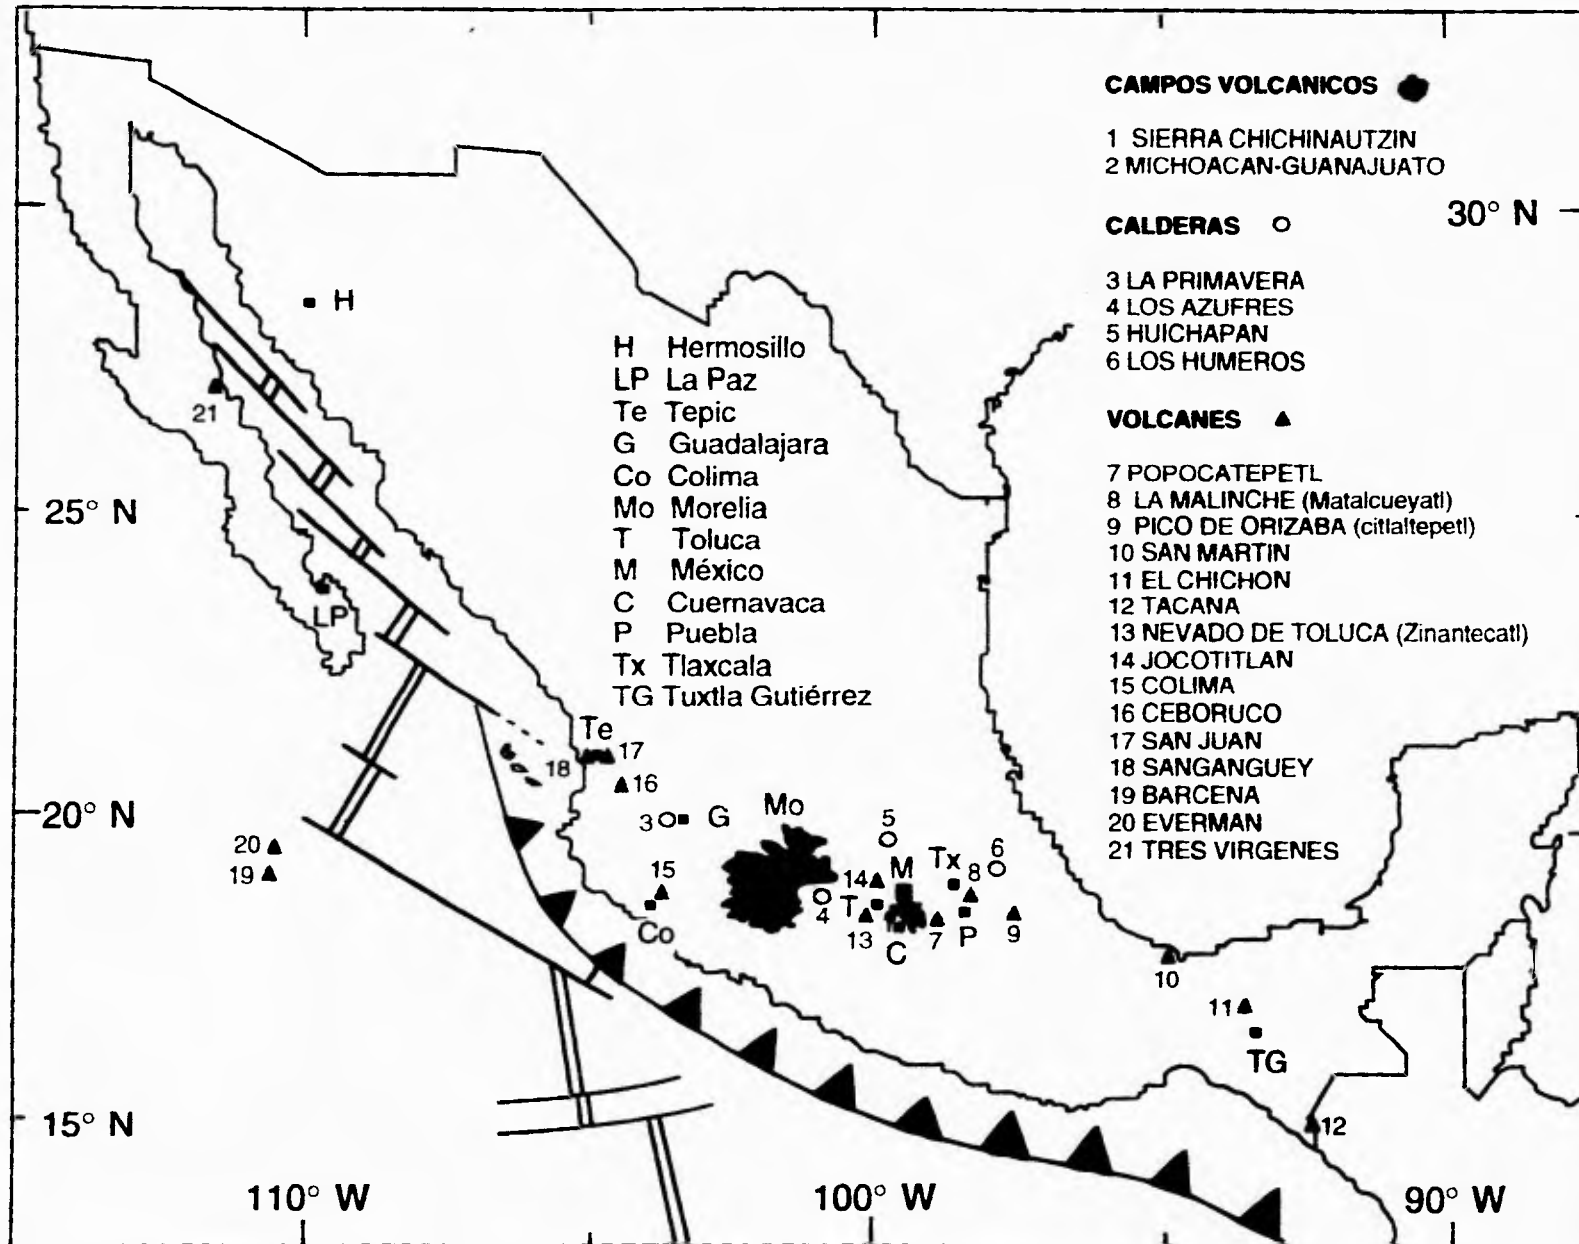 CAMPOS VOLCANICOS
1 SIERRA CHICHINAUTZIN
2 MICHOACAN-GUANAJUATO
30° N
CALDERAS
3 LA PRIMAVERA
4 LOS AZUFRES
5 HUICHAPAN
6 LOS HUMEROS
VOLCANES
7 POPOCATEPETL
8 LA MALINCHE (Matalcueyatl)
9 PICO DE ORIZABA (citlaltepetl)
10 SAN MARTIN
11 EL CHICHON
12 TACANA
13 NEVADO DE TOLUCA (Zinantecatl)
14 JOCOTITLAN
15 COLIMA
16 CEBORUCO
17 SAN JUAN
18 SANGANGUEY
19 BARCENA
20 EVERMAN
21 TRES VIRGENES
H Hermosillo
LP La Paz
Te Tepic
G Guadalajara
Co Colima
Mo Morelia
T Toluca
M México
C Cuernavaca
P Puebla
Tx Tlaxcala
TG Tuxtla Gutiérrez
H
21
25° N
LP
Te
18
17
16
20° N
3
G
Mo
5
20
19
15
Co
4
14
M
Tx
8
6
T
13
C
7
P
9
10
11
TG
15° N
12
110° W
100° W
90° W